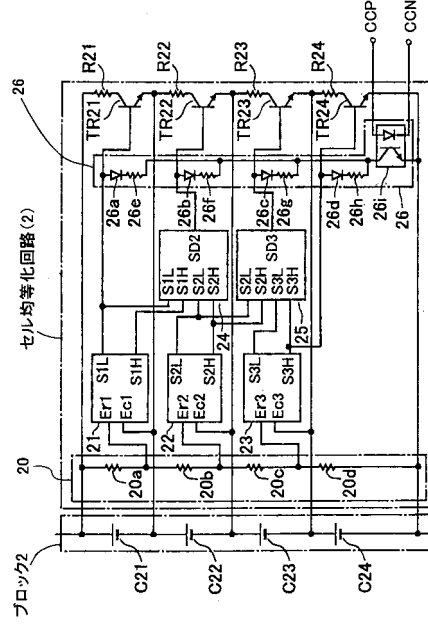 セル均等化回路(2)
ブロック2
20
26
CCP
CCN
R21
TR21
R22
TR22
R23
TR23
R24
TR24
26a
26e
26b
26f
26c
26g
26d
26h
26i
26
SD2
S1L
S1H
S2L
S2H
24
SD3
S2L
S2H
S3L
S3H
25
S1L
Er1
S1H
Ec1
21
S2L
Er2
S2H
Ec2
22
S3L
Er3
S3H
Ec3
23
20a
20b
20c
20d
C21
C22
C23
C24